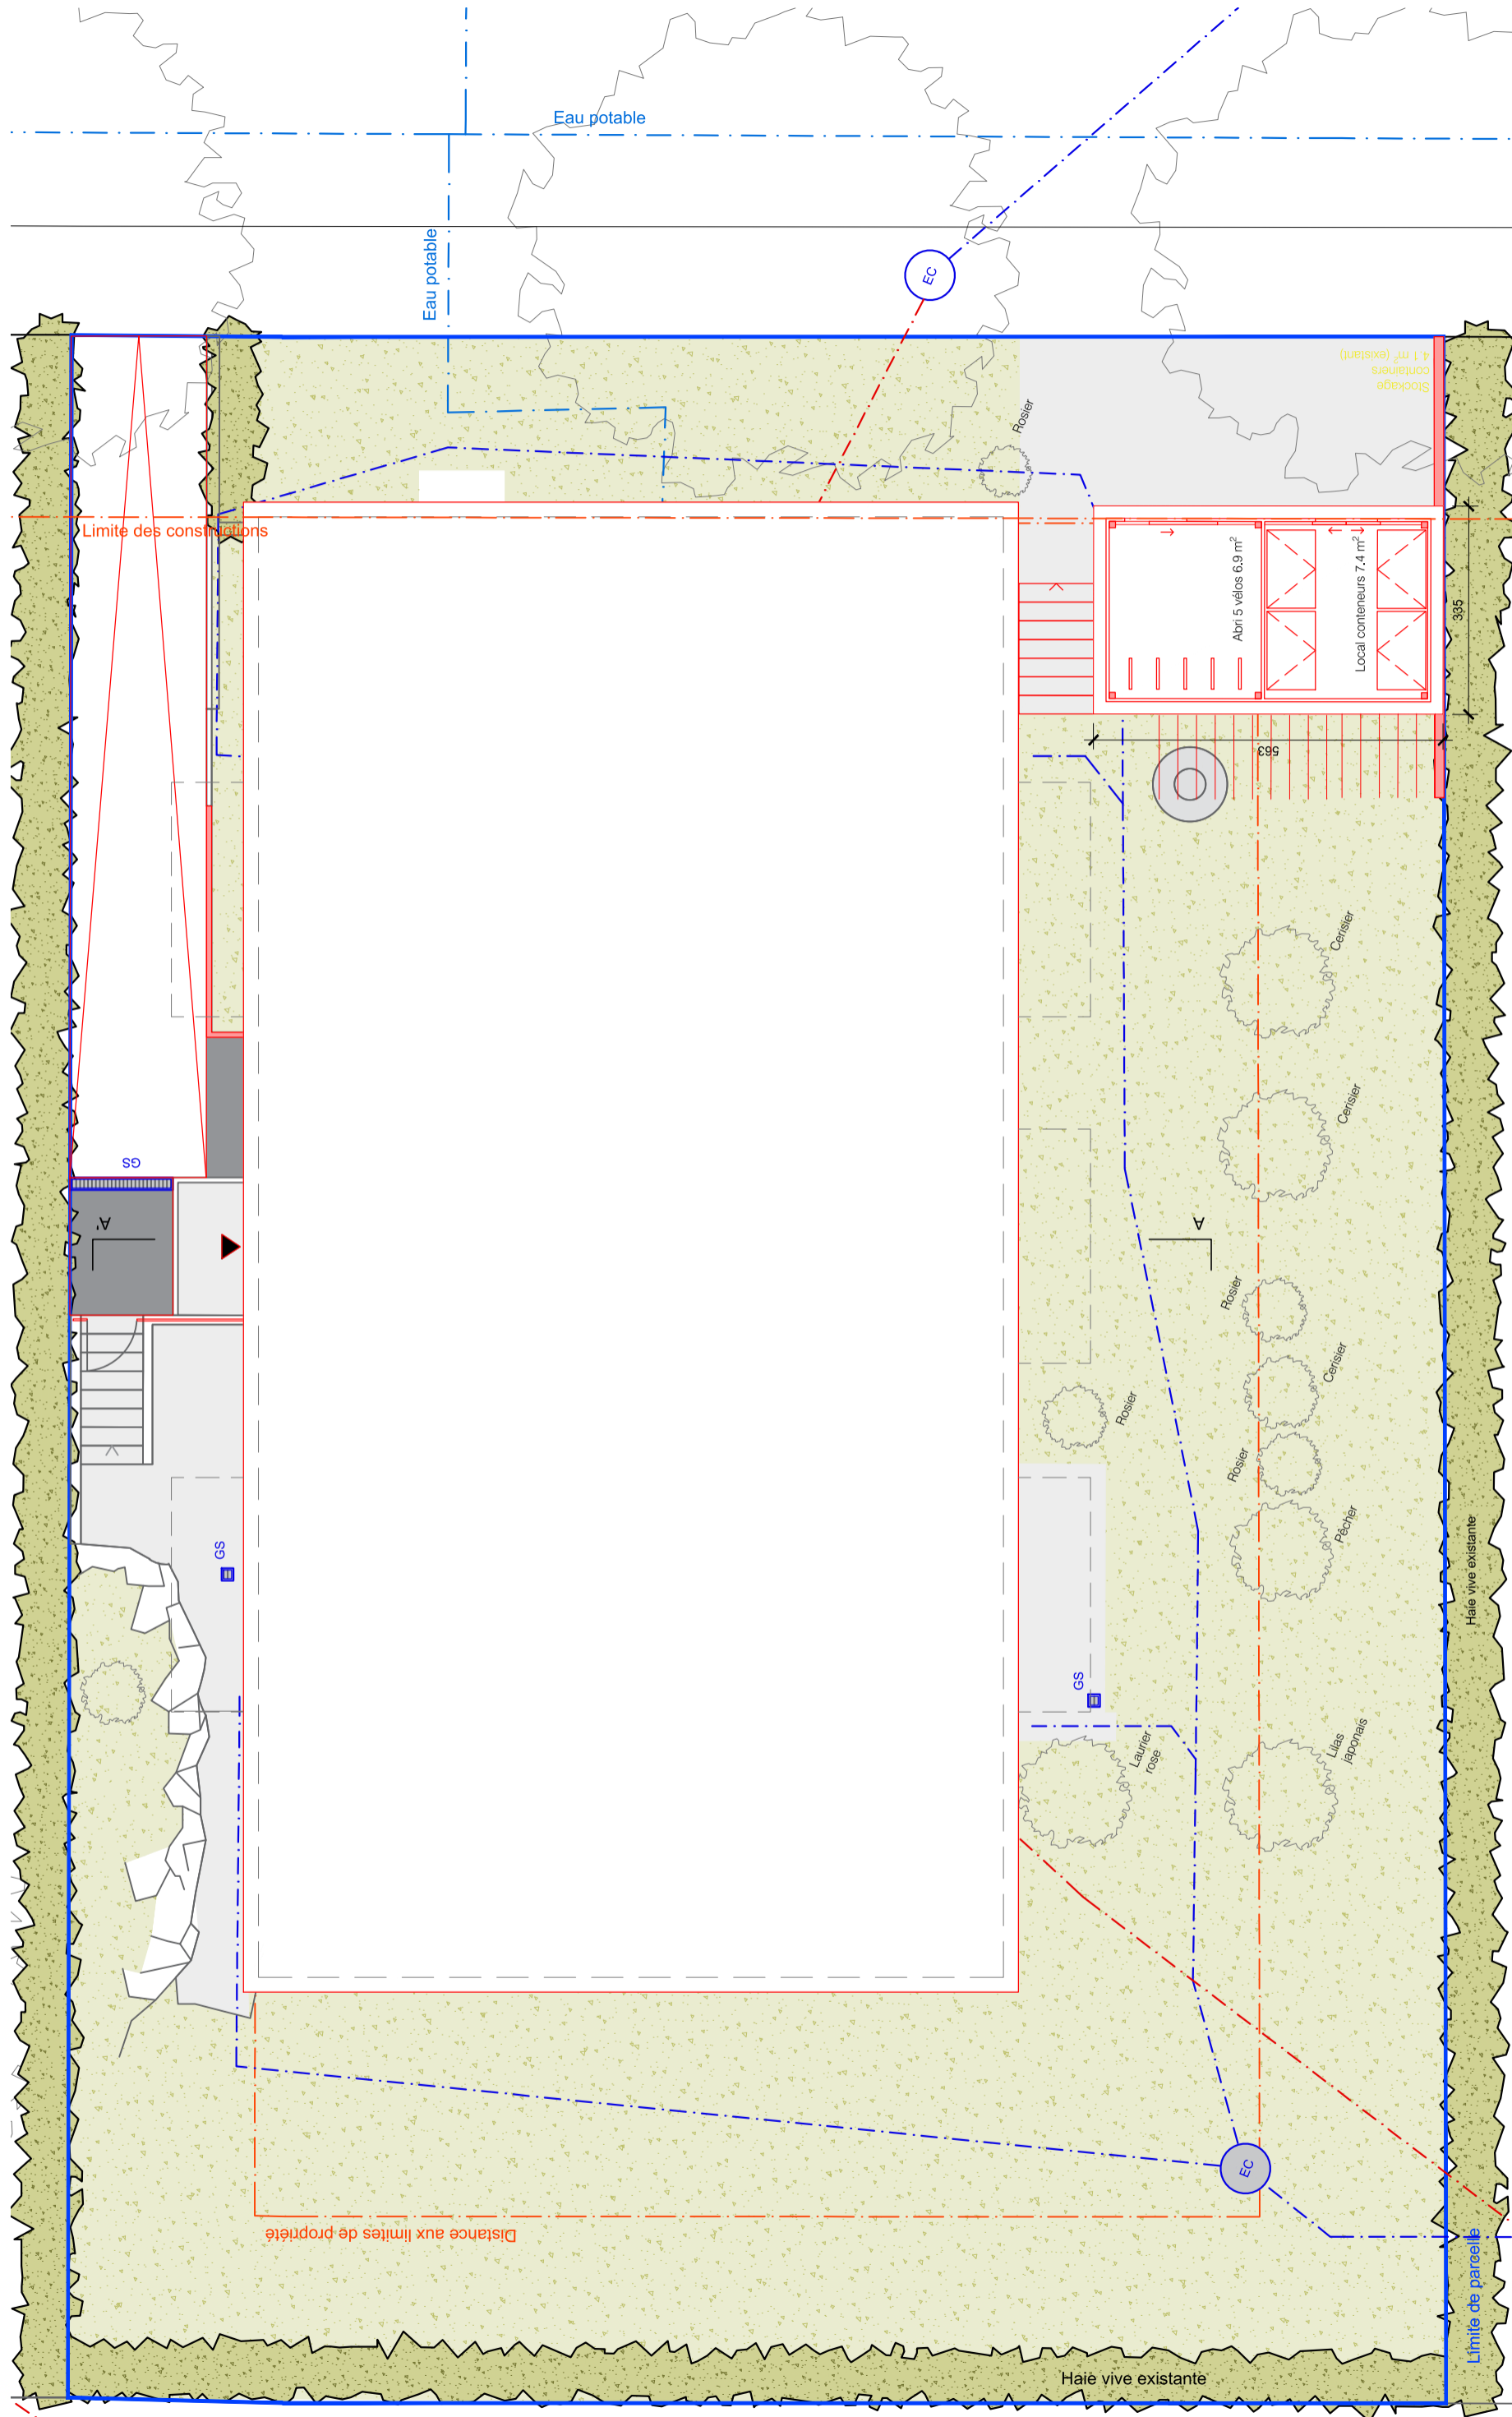 Eau potable
Eau potable
EC
Stockage
containers
4.1 m² (existant)
Rosier
Limite des constructions
Abri 5 vélos 6.9 m²
Local conteneurs 7.4 m²
335
563
Cerisier
Cerisier
GS
A'
A
Rosier
Cerisier
Rosier
Rosier
Pêcher
Haie vive existante
GS
GS
Laurier
rose
Lilas
japonais
EC
Distance aux limites de propriété
Limite de parcelle
Haie vive existante